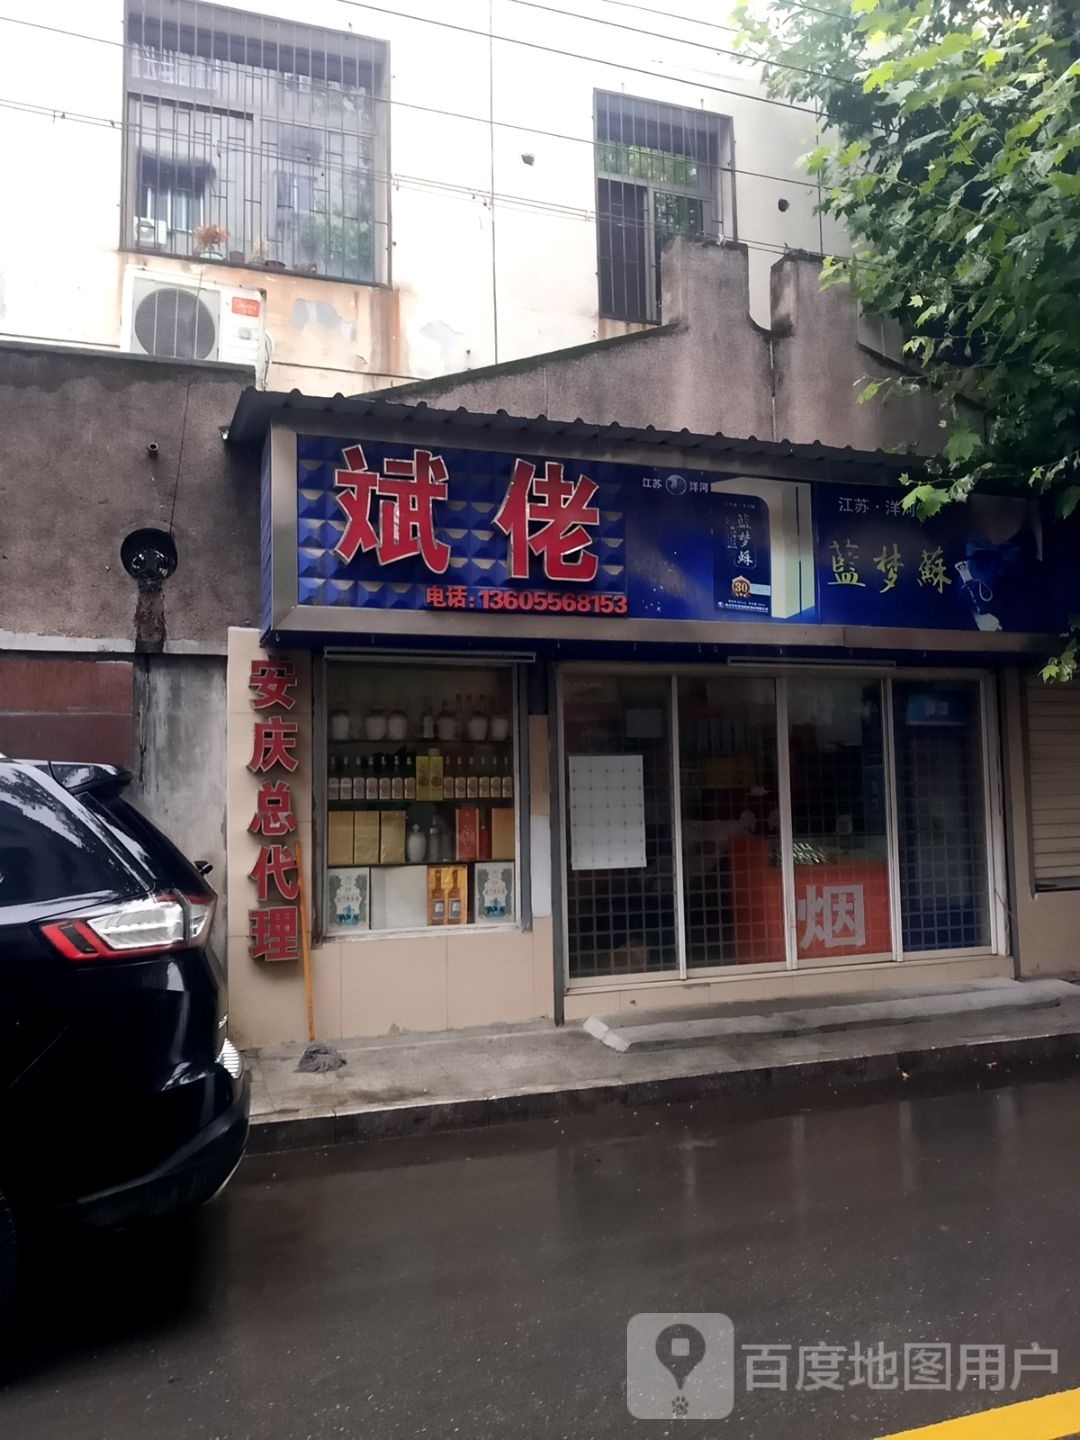 斌佬
电话:13605568153
江苏 洋河
蓝梦苏
30
江苏·洋河
蓝梦蘇
安庆总代理
烟
百度地图用户